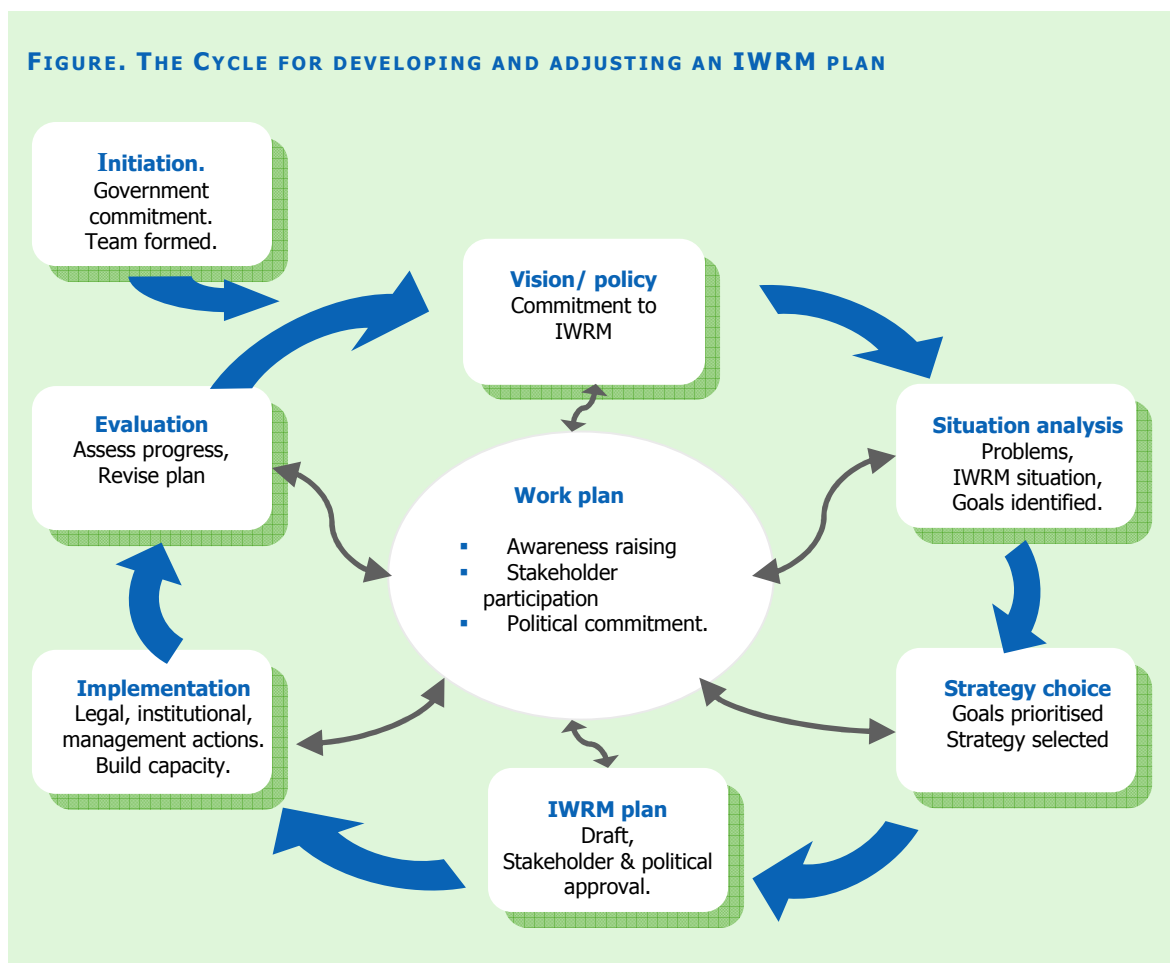 FIGURE. THE CYCLE FOR DEVELOPING AND ADJUSTING AN IWRM PLAN
Initiation.
Government
commitment.
Team formed.
Vision/ policy
Commitment to
IWRM
Situation analysis
Problems,
IWRM situation,
Goals identified.
Strategy choice
Goals prioritised
Strategy selected
IWRM plan
Draft,
Stakeholder & political
approval.
Implementation
Legal, institutional,
management actions.
Build capacity.
Evaluation
Assess progress,
Revise plan
Work plan
▪ Awareness raising
▪ Stakeholder
participation
▪ Political commitment.